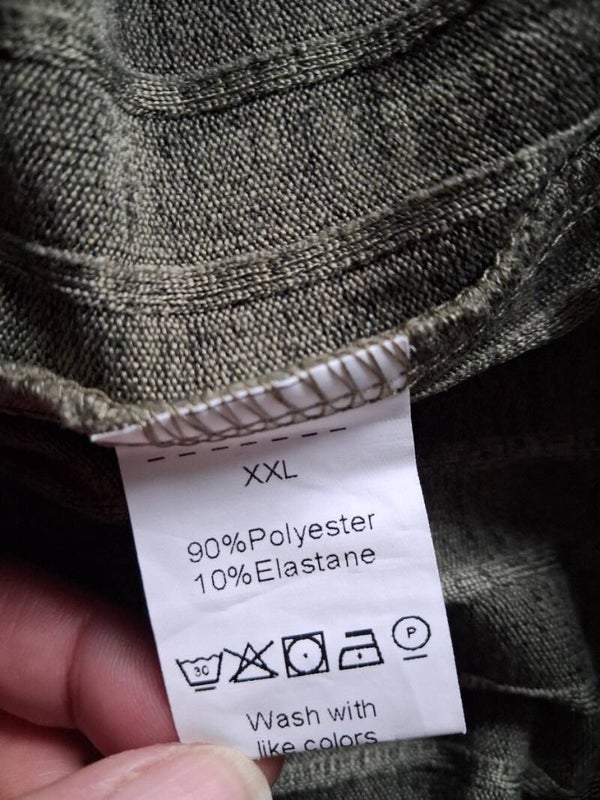 XXL
90%Polyester
10%Elastane
30 P
Wash with
like colors